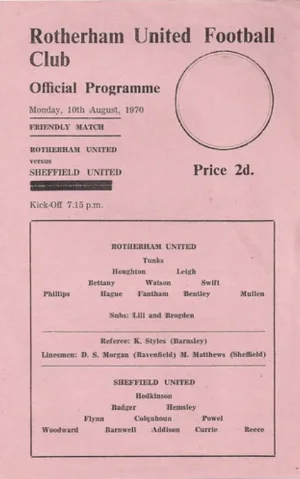 Rotherham United Football
Club
Official Programme
Monday, 10th August, 1970
FRIENDLY MATCH
ROTHERHAM UNITED
versus
SHEFFIELD UNITED
Price 2d.
Kick-Off 7.15 p.m.
ROTHERHAM UNITED
Tunks
Houghton Leigh
Bettany Watson Swift
Phillips Hague Fantham Bentley Mullen
Subs: Lill and Brogden
Referee: K. Styles (Barnsley)
Linesmen: D. S. Morgan (Ravenfield) M. Matthews (Sheffield)
SHEFFIELD UNITED
Hodkinson
Badger Hemsley
Flynn Colquhoun Powel
Woodward Barnwell Addison Currie Reece